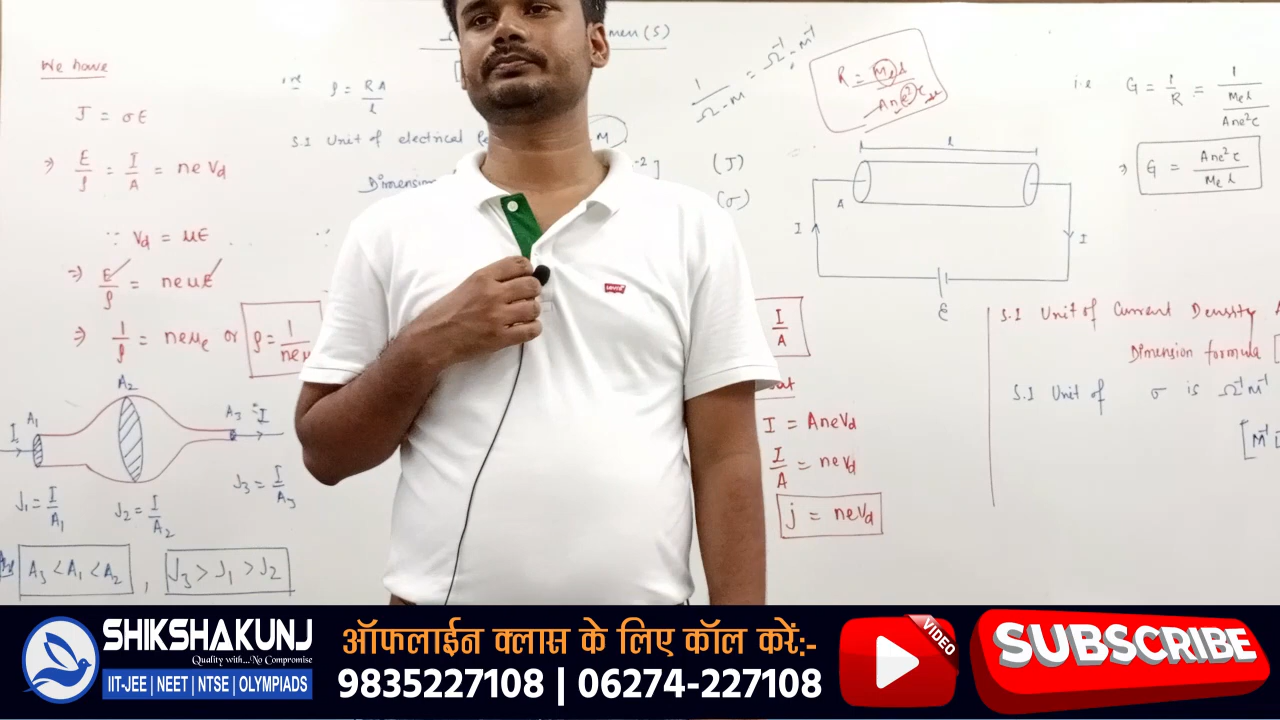 We have
J = σE
⇒ E/ρ = I/A = neVd
∵ Vd = μE
⇒ E/ρ = neμE
⇒ 1/ρ = neμe or ρ = 1/neμ
A1
A2
A3
I
I
J1 = I/A1
J2 = I/A2
J3 = I/A3
A3 < A1 < A2 , J3 > J1 > J2
(S)
ρ = RA/l
S.I Unit of electrical
M
(J)
(σ)
1/Ω-M = Ω⁻¹-M⁻¹
R = Mel/Ane²τ
l
A
I
I
ε
i.e G = 1/R = 1/(Mel/Ane²τ)
⇒ G = Ane²τ/Mel
I/A
I = AneVd
I/A = neVd
j = neVd
S.I Unit of Current Density A
Dimension formula [
S.I Unit of σ is Ω⁻¹m⁻¹
[M⁻¹
Levi's
SHIKSHAKUNJ
Quality with...No Compromise
IIT-JEE | NEET | NTSE | OLYMPIADS
ऑफलाईन क्लास के लिए कॉल करें:-
9835227108 | 06274-227108
VIDEO
SUBSCRIBE